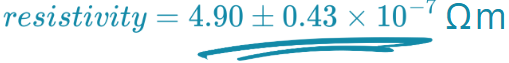 resistivity = 4.90 ± 0.43 × 10⁻⁷ Ωm